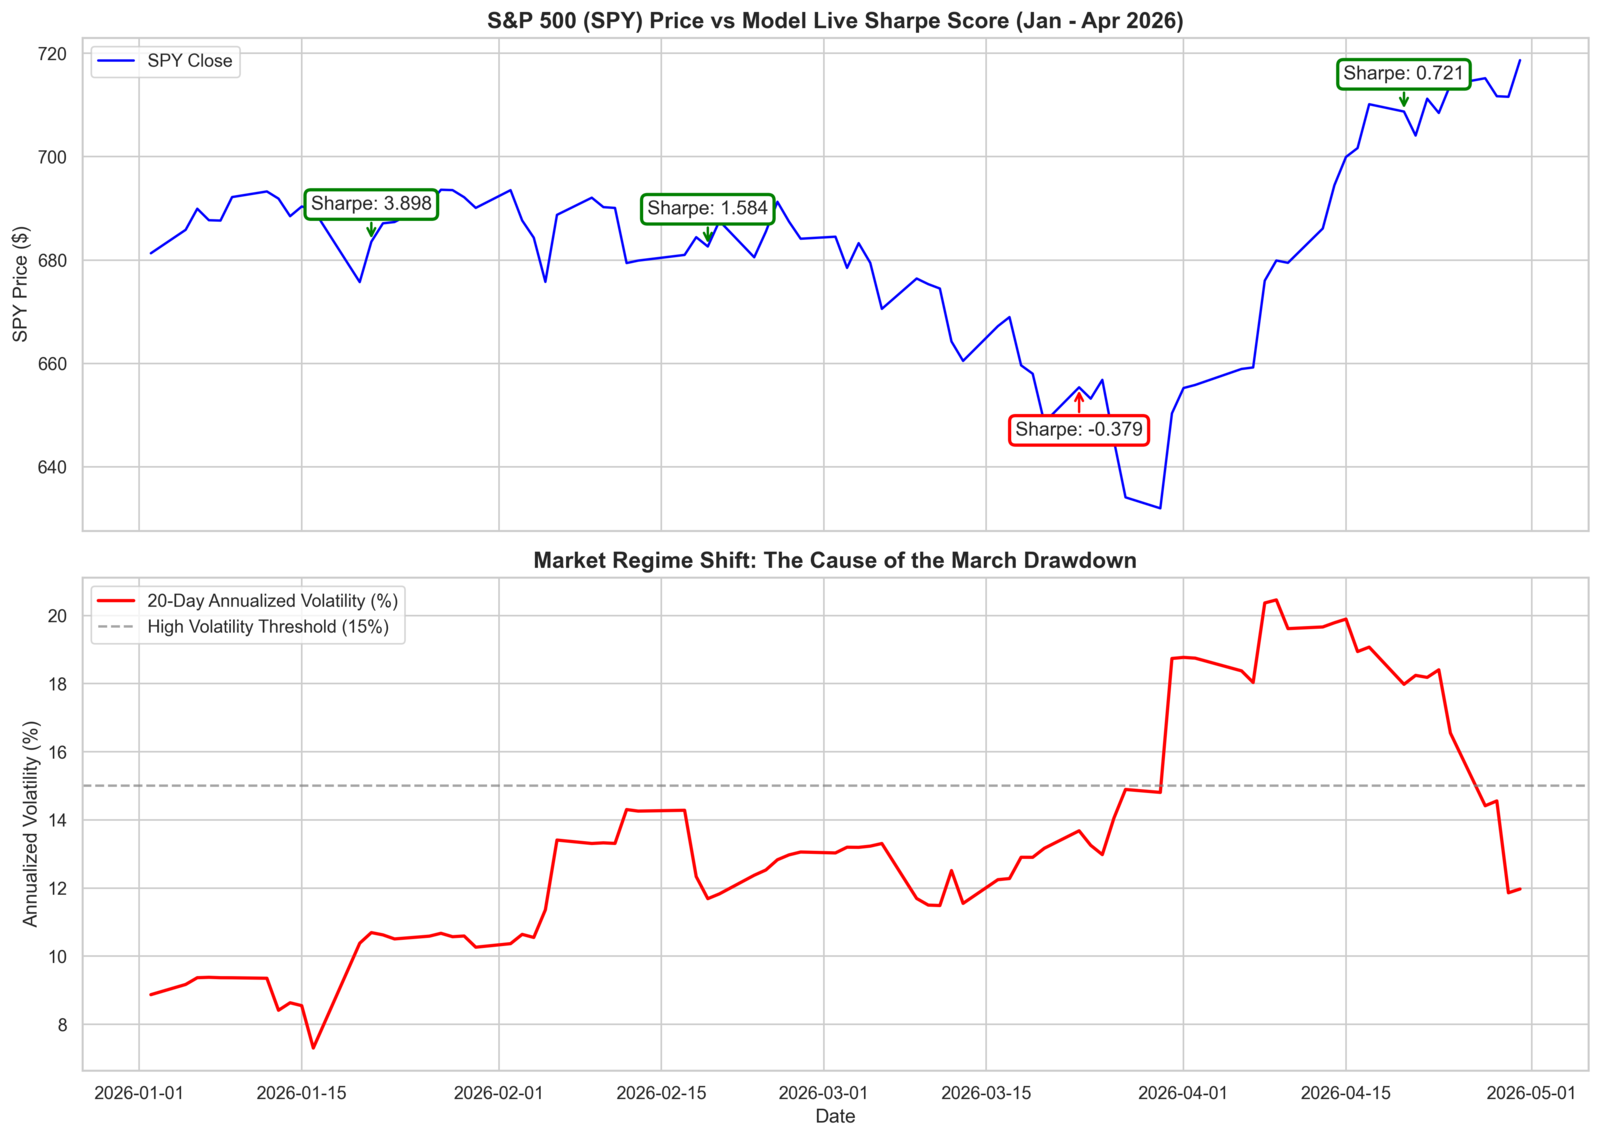 S&P 500 (SPY) Price vs Model Live Sharpe Score (Jan - Apr 2026)
SPY Close
SPY Price ($)
720
700
680
660
640
Sharpe: 3.898
Sharpe: 1.584
Sharpe: -0.379
Sharpe: 0.721
Market Regime Shift: The Cause of the March Drawdown
20-Day Annualized Volatility (%)
High Volatility Threshold (15%)
Annualized Volatility (%)
20
18
16
14
12
10
8
2026-01-01
2026-01-15
2026-02-01
2026-02-15
2026-03-01
2026-03-15
2026-04-01
2026-04-15
2026-05-01
Date